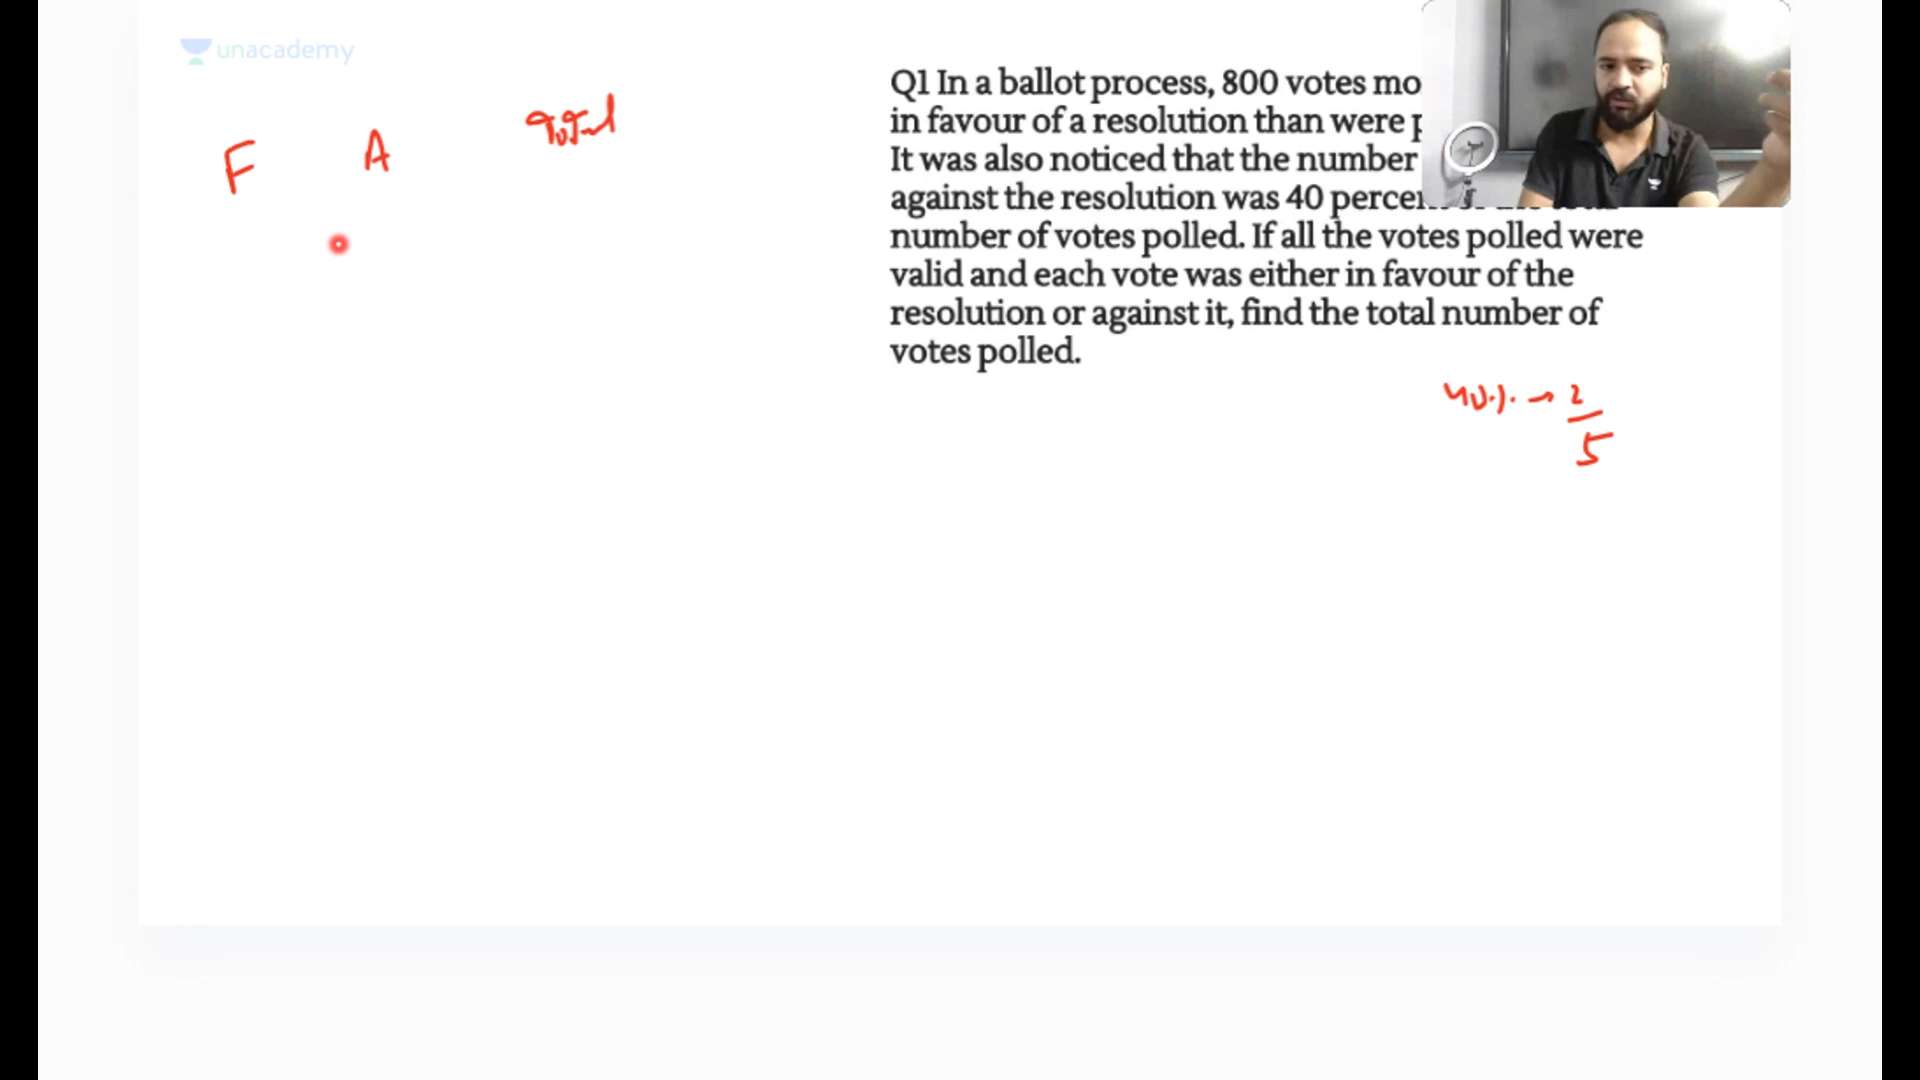 unacademy
F A Total
Q1 In a ballot process, 800 votes
in favour of a resolution than were
It was also noticed that the number
against the resolution was 40
number of votes polled. If all the votes polled were
valid and each vote was either in favour of the
resolution or against it, find the total number of
votes polled.
40% → 2/5